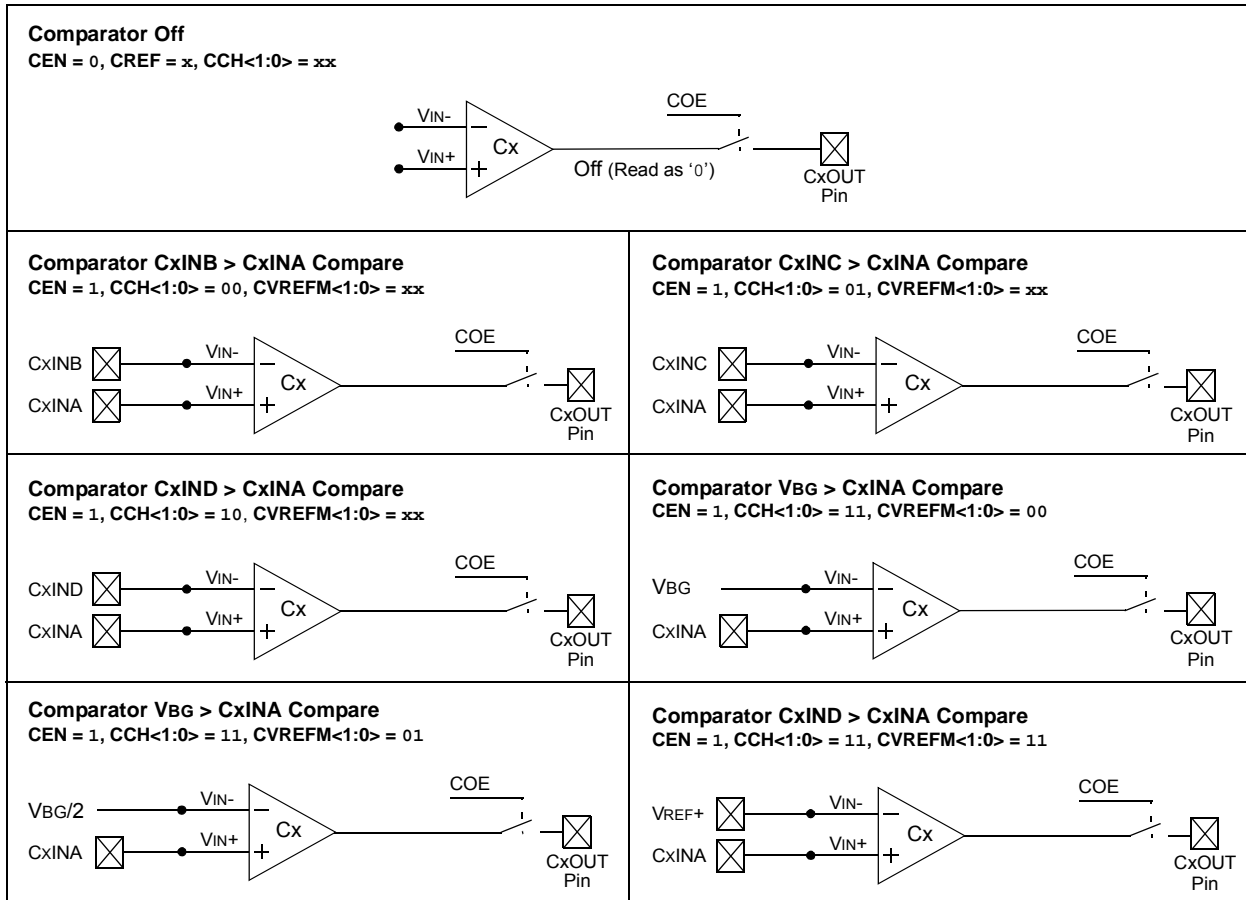 Comparator Off
CEN = 0, CREF = x, CCH<1:0> = xx
COE
VIN-
–
Cx
VIN+
+
Off (Read as ‘0’)
CxOUT
Pin
Comparator CxINB > CxINA Compare
CEN = 1, CCH<1:0> = 00, CVREFM<1:0> = xx
COE
CxINB
VIN-
–
Cx
CxINA
VIN+
+
CxOUT
Pin
Comparator CxINC > CxINA Compare
CEN = 1, CCH<1:0> = 01, CVREFM<1:0> = xx
COE
CxINC
VIN-
–
Cx
CxINA
VIN+
+
CxOUT
Pin
Comparator CxIND > CxINA Compare
CEN = 1, CCH<1:0> = 10, CVREFM<1:0> = xx
COE
CxIND
VIN-
–
Cx
CxINA
VIN+
+
CxOUT
Pin
Comparator VBG > CxINA Compare
CEN = 1, CCH<1:0> = 11, CVREFM<1:0> = 00
COE
VBG
VIN-
–
Cx
CxINA
VIN+
+
CxOUT
Pin
Comparator VBG > CxINA Compare
CEN = 1, CCH<1:0> = 11, CVREFM<1:0> = 01
COE
VBG/2
VIN-
–
Cx
CxINA
VIN+
+
CxOUT
Pin
Comparator CxIND > CxINA Compare
CEN = 1, CCH<1:0> = 11, CVREFM<1:0> = 11
COE
VREF+
VIN-
–
Cx
CxINA
VIN+
+
CxOUT
Pin